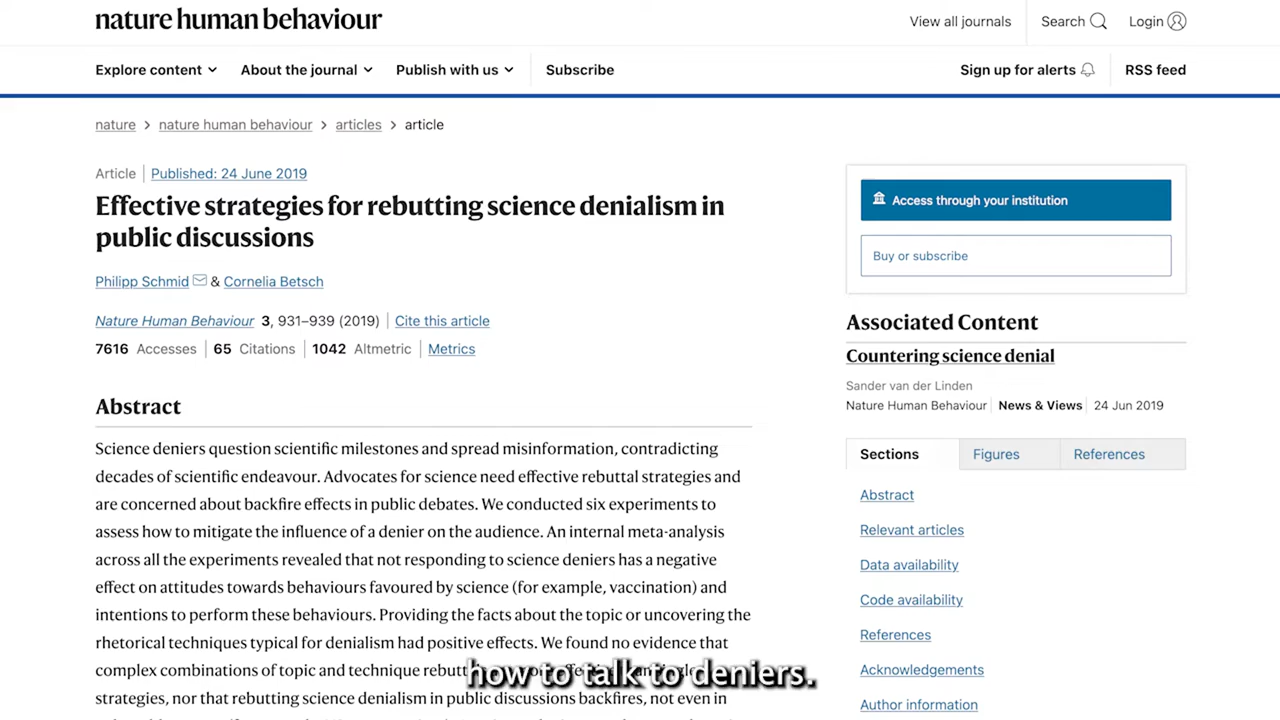 nature human behaviour
View all journals
Search
Login
Explore content
About the journal
Publish with us
Subscribe
Sign up for alerts
RSS feed
nature > nature human behaviour > articles > article
Article | Published: 24 June 2019
Effective strategies for rebutting science denialism in
public discussions
Philipp Schmid & Cornelia Betsch
Nature Human Behaviour 3, 931–939 (2019) | Cite this article
7616 Accesses | 65 Citations | 1042 Altmetric | Metrics
Abstract
Science deniers question scientific milestones and spread misinformation, contradicting
decades of scientific endeavour. Advocates for science need effective rebuttal strategies and
are concerned about backfire effects in public debates. We conducted six experiments to
assess how to mitigate the influence of a denier on the audience. An internal meta-analysis
across all the experiments revealed that not responding to science deniers has a negative
effect on attitudes towards behaviours favoured by science (for example, vaccination) and
intentions to perform these behaviours. Providing the facts about the topic or uncovering the
rhetorical techniques typical for denialism had positive effects. We found no evidence that
complex combinations of topic and technique
strategies, nor that rebutting science denialism in public discussions backfires, not even in
how to talk to deniers.
Access through your institution
Buy or subscribe
Associated Content
Countering science denial
Sander van der Linden
Nature Human Behaviour | News & Views | 24 Jun 2019
Sections
Figures
References
Abstract
Relevant articles
Data availability
Code availability
References
Acknowledgements
Author information